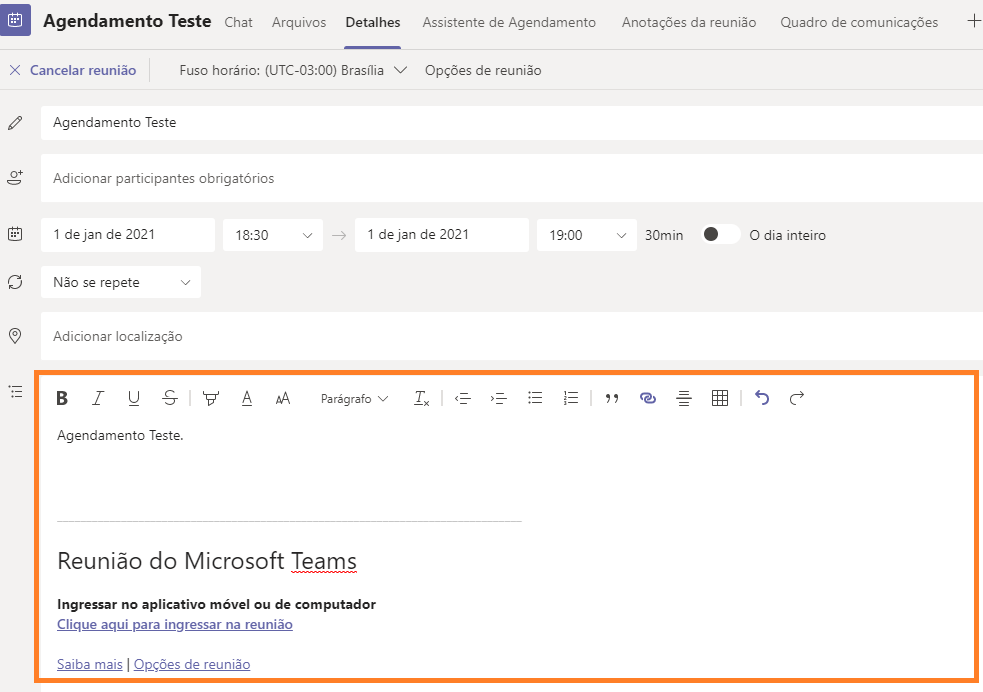 Agendamento Teste Chat Arquivos Detalhes Assistente de Agendamento Anotações da reunião Quadro de comunicações
Cancelar reunião Fuso horário: (UTC-03:00) Brasília Opções de reunião
Agendamento Teste
Adicionar participantes obrigatórios
1 de jan de 2021 18:30 1 de jan de 2021 19:00 30min O dia inteiro
Não se repete
Adicionar localização
B I U S A AA Parágrafo Tx
Agendamento Teste.
Reunião do Microsoft Teams
Ingressar no aplicativo móvel ou de computador
Clique aqui para ingressar na reunião
Saiba mais | Opções de reunião